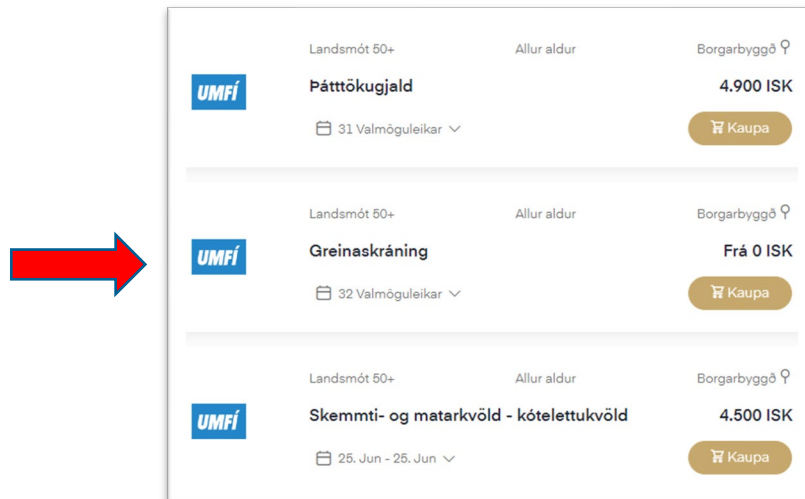 Landsmót 50+ Allur aldur Borgarbyggð
UMFÍ Þátttökugjald 4.900 ISK
31 Valmöguleikar Kaupa
Landsmót 50+ Allur aldur Borgarbyggð
UMFÍ Greinaskráning Frá 0 ISK
32 Valmöguleikar Kaupa
Landsmót 50+ Allur aldur Borgarbyggð
UMFÍ Skemmti- og matarkvöld - kótelettukvöld 4.500 ISK
25. Jun - 25. Jun Kaupa